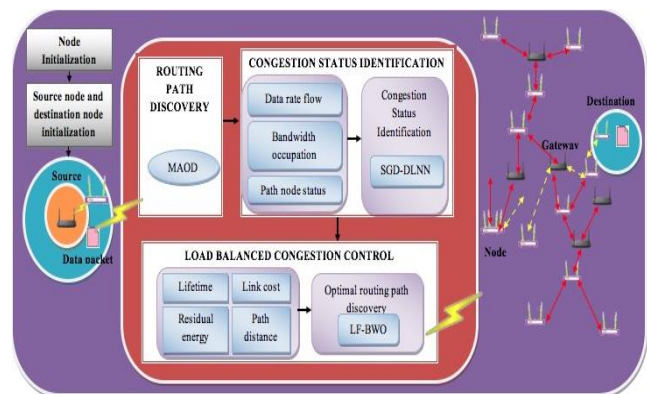 Node
Initialization
Source node and
destination node
initialization
Source
Data packet
ROUTING
PATH
DISCOVERY
MAOD
CONGESTION STATUS IDENTIFICATION
Data rate flow
Bandwidth
occupation
Path node status
Congestion
Status
Identification
SGD-DLNN
LOAD BALANCED CONGESTION CONTROL
Lifetime
Link cost
Residual
energy
Path
distance
Optimal routing path
discovery
LF-BWO
Destination
Gateway
Node